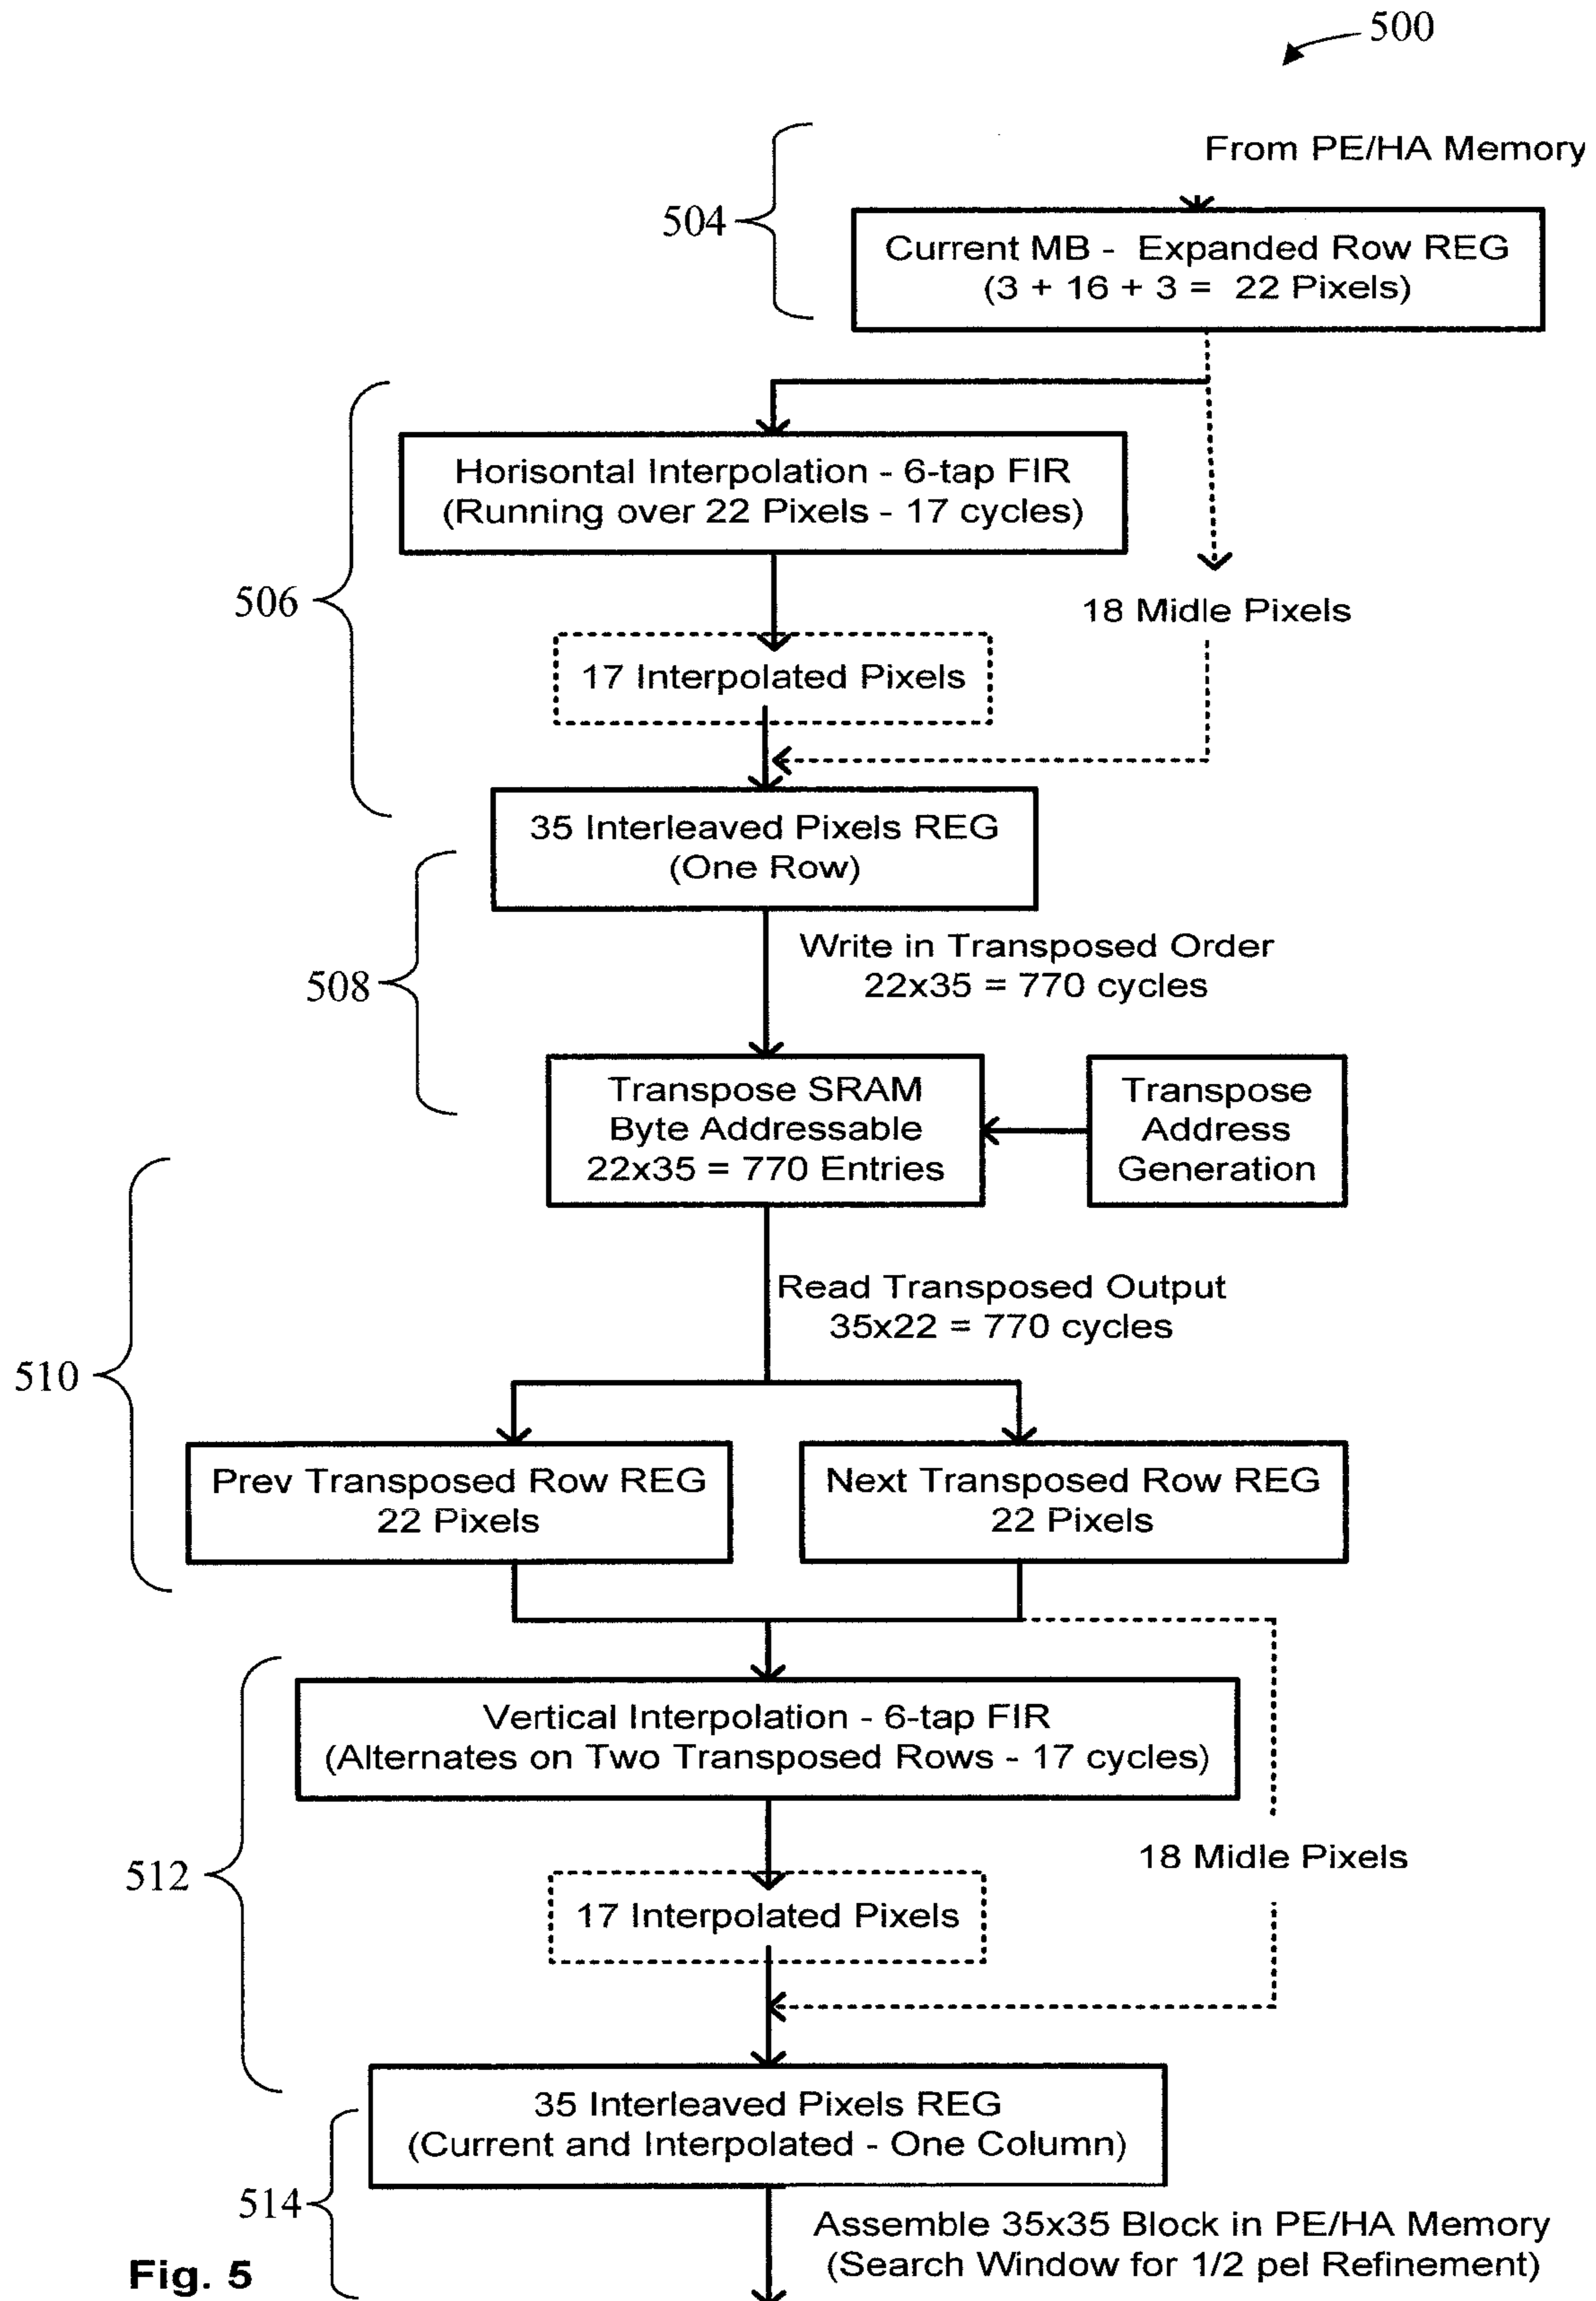 500
From PE/HA Memory
504
Current MB - Expanded Row REG
(3 + 16 + 3 = 22 Pixels)
Horisontal Interpolation - 6-tap FIR
(Running over 22 Pixels - 17 cycles)
506
18 Midle Pixels
17 Interpolated Pixels
35 Interleaved Pixels REG
(One Row)
508
Write in Transposed Order
22x35 = 770 cycles
Transpose SRAM
Byte Addressable
22x35 = 770 Entries
Transpose
Address
Generation
Read Transposed Output
35x22 = 770 cycles
510
Prev Transposed Row REG
22 Pixels
Next Transposed Row REG
22 Pixels
Vertical Interpolation - 6-tap FIR
(Alternates on Two Transposed Rows - 17 cycles)
512
18 Midle Pixels
17 Interpolated Pixels
35 Interleaved Pixels REG
(Current and Interpolated - One Column)
514
Assemble 35x35 Block in PE/HA Memory
(Search Window for 1/2 pel Refinement)
Fig. 5